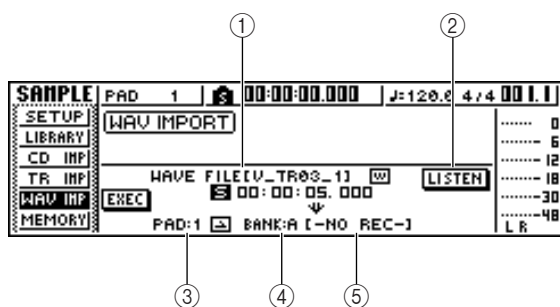 ① ②
SAMPLE PAD 1 S 00:00:00.000 ♩=120.0 4/4 001.1
SETUP
LIBRARY
CD IMP
TR IMP
WAV IMP
MEMORY
WAV IMPORT
WAVE FILE[V_TR03_1] W
LISTEN
EXEC
S 00:00:05.000
PAD:1 BANK:A [-NO REC-]
0
6
12
18
30
48
L R
③ ④ ⑤